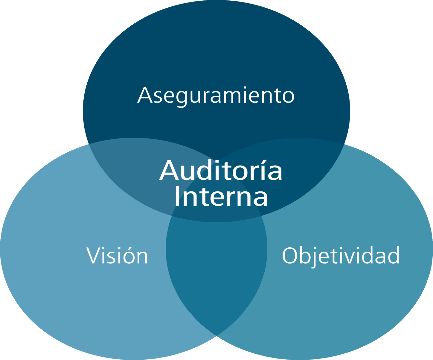 Aseguramiento
Auditoría
Interna
Visión
Objetividad